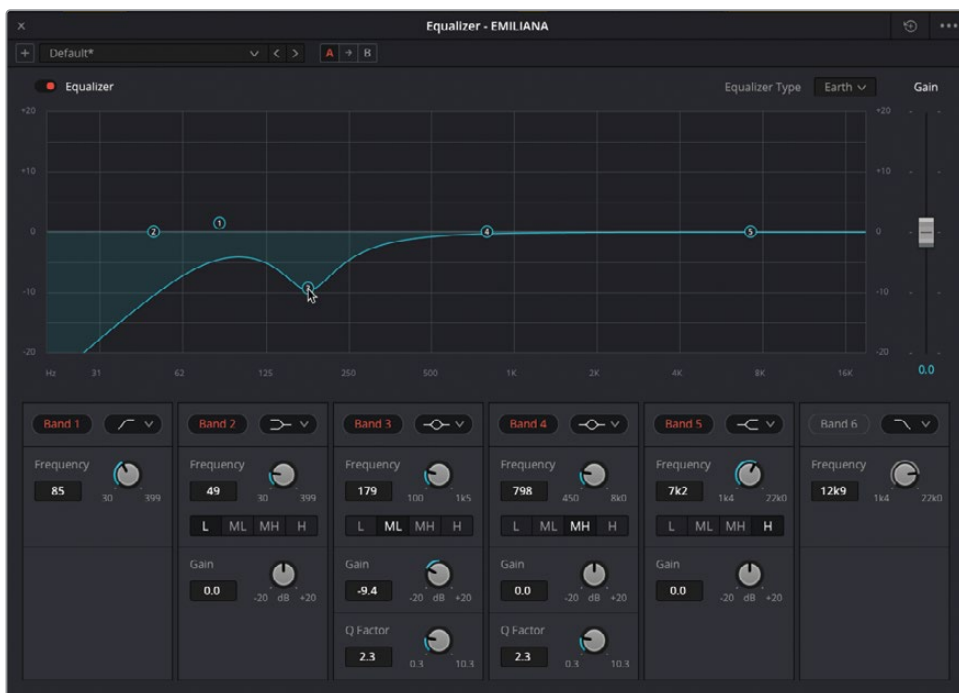 x Equalizer - EMILIANA •••
+ Default* < > A → B
Equalizer Equalizer Type Earth Gain
+20 +20
+10 +10
0 2 1 4 5 0
-10 3 -10
-20 -20
Hz 31 62 125 250 500 1K 2K 4K 8K 16K 0.0
Band 1 Band 2 Band 3 Band 4 Band 5 Band 6
Frequency Frequency Frequency Frequency Frequency Frequency
85 30 399 49 30 399 179 100 1k5 798 450 8k0 7k2 1k4 22k0 12k9 1k4 22k0
L ML MH H L ML MH H L ML MH H L ML MH H
Gain Gain Gain Gain
0.0 -20 dB +20 -9.4 -20 dB +20 0.0 -20 dB +20 0.0 -20 dB +20
Q Factor Q Factor
2.3 0.3 10.3 2.3 0.3 10.3